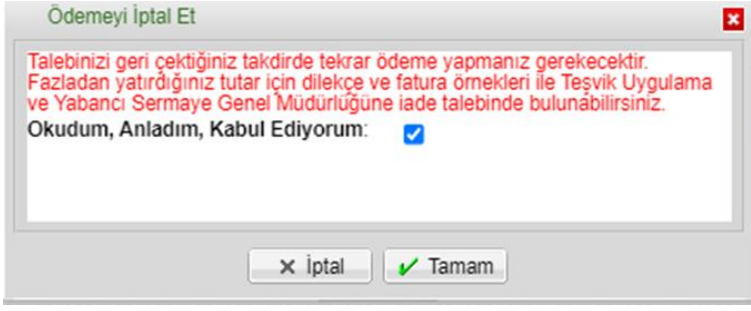 Ödemeyi İptal Et
Talebinizi geri çektiğiniz takdirde tekrar ödeme yapmanız gerekecektir.
Fazladan yatırdığınız tutar için dilekçe ve fatura örnekleri ile Teşvik Uygulama
ve Yabancı Sermaye Genel Müdürlüğüne iade talebinde bulunabilirsiniz.
Okudum, Anladım, Kabul Ediyorum:
İptal Tamam